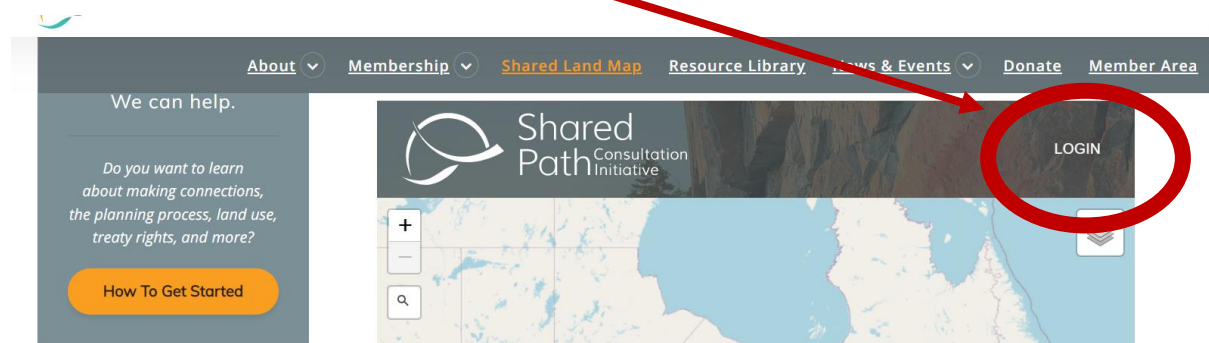 About Membership Shared Land Map Resource Library News & Events Donate Member Area
We can help.
Do you want to learn
about making connections,
the planning process, land use,
treaty rights, and more?
How To Get Started
Shared
Path Consultation
Initiative
LOGIN
+
−